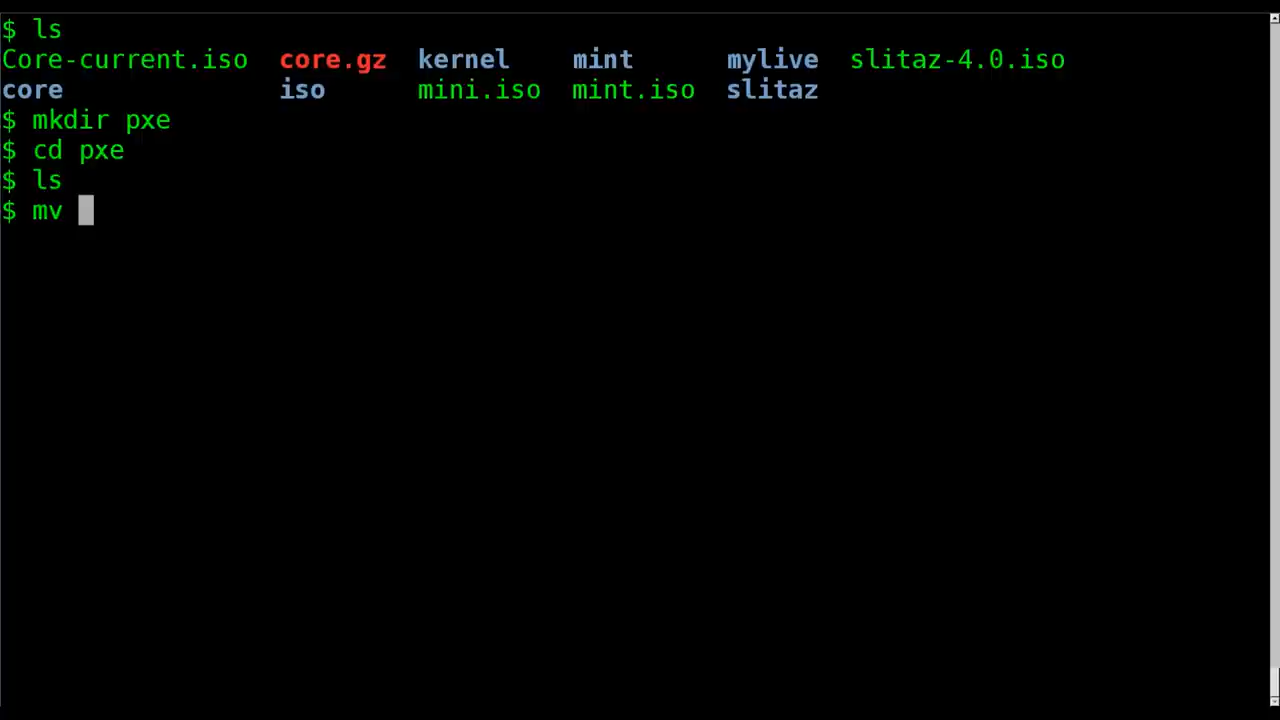 $ ls
Core-current.iso  core.gz  kernel    mint      mylive  slitaz-4.0.iso
core              iso      mini.iso  mint.iso  slitaz
$ mkdir pxe
$ cd pxe
$ ls
$ mv